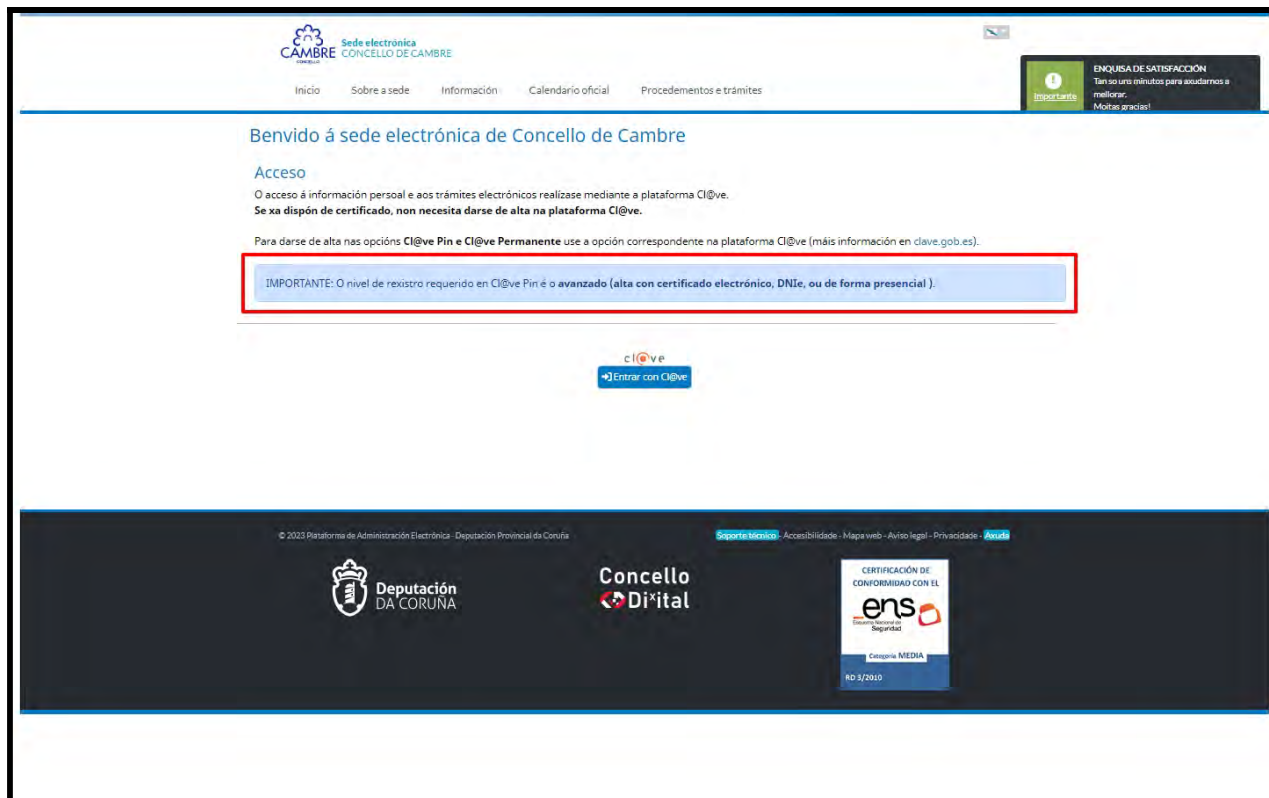 CAMBRE
CONCELLO
Sede electrónica
CONCELLO DE CAMBRE
Inicio
Sobre a sede
Información
Calendario oficial
Procedementos e trámites
Importante
ENQUISA DE SATISFACCIÓN
Tan so uns minutos para axudarnos a
mellorar.
Moitas gracias!
Benvido á sede electrónica de Concello de Cambre
Acceso
O acceso á información persoal e aos trámites electrónicos realízase mediante a plataforma Cl@ve.
Se xa dispón de certificado, non necesita darse de alta na plataforma Cl@ve.
Para darse de alta nas opcións Cl@ve Pin e Cl@ve Permanente use a opción correspondente na plataforma Cl@ve (máis información en clave.gob.es).
IMPORTANTE: O nivel de rexistro requerido en Cl@ve Pin é o avanzado (alta con certificado electrónico, DNIe, ou de forma presencial ).
cl@ve
Entrar con Cl@ve
© 2023 Plataforma de Administración Electrónica - Deputación Provincial da Coruña
Soporte técnico - Accesibilidade - Mapa web - Aviso legal - Privacidade - Axuda
Deputación
DA CORUÑA
Concello
Dixital
CERTIFICACIÓN DE
CONFORMIDAD CON EL
ens
Esquema Nacional de
Seguridad
Categoría MEDIA
RD 3/2010